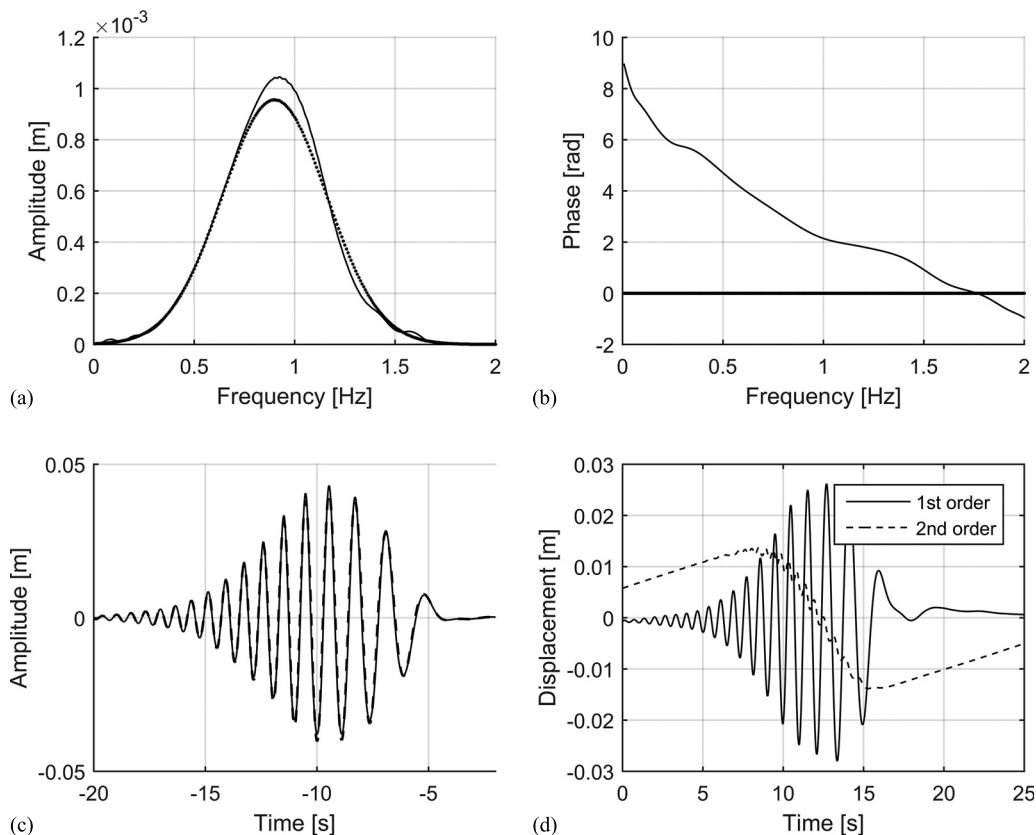 ×10⁻³
1.2
1
0.8
0.6
0.4
0.2
0
0 0.5 1 1.5 2
Amplitude [m]
Frequency [Hz]
(a)
10
8
6
4
2
0
-2
0 0.5 1 1.5 2
Phase [rad]
Frequency [Hz]
(b)
0.05
0
-0.05
-20 -15 -10 -5
Amplitude [m]
Time [s]
(c)
0.03
0.02
0.01
0
-0.01
-0.02
-0.03
0 5 10 15 20 25
Displacement [m]
1st order
2nd order
Time [s]
(d)